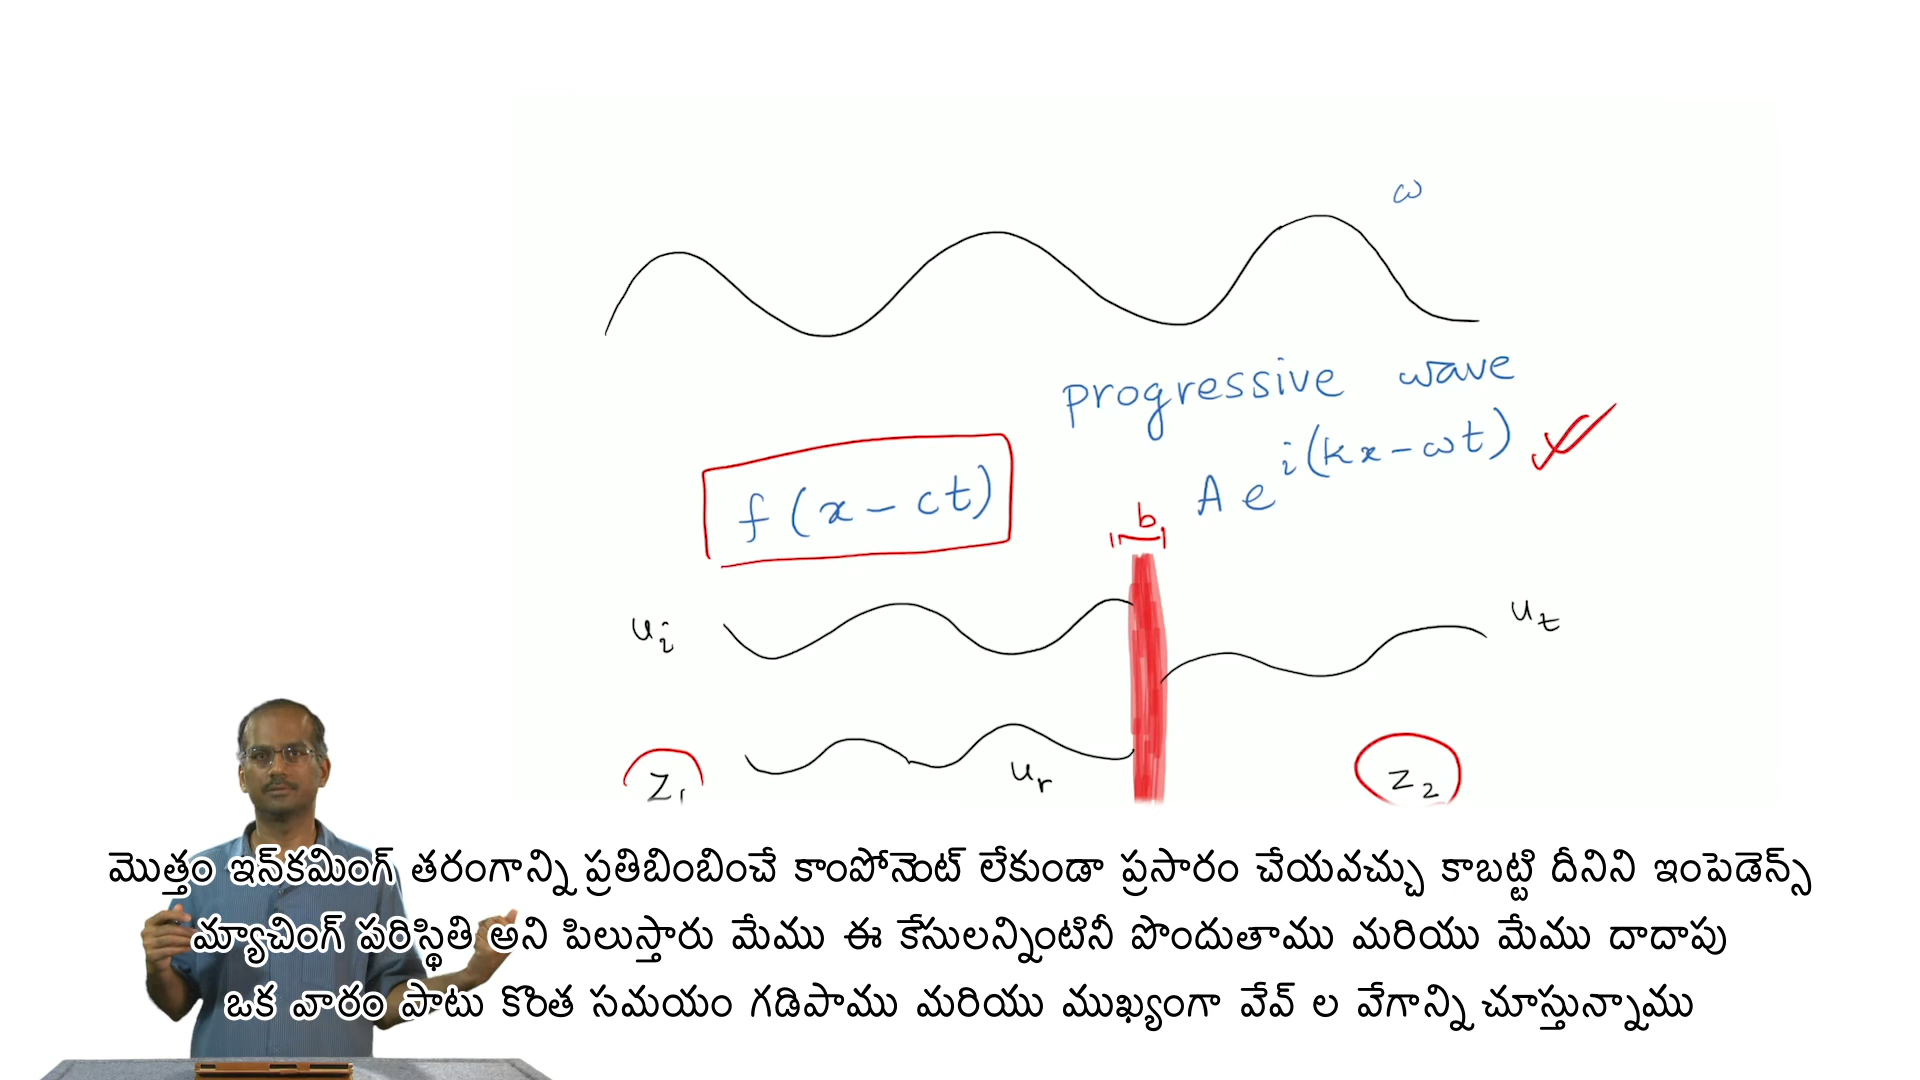 ω
progressive wave
A e^{i(kx-ωt)}
f(x-ct)
b
u_i
u_t
u_r
Z_1
Z_2
మొత్తం ఇన్‌కమింగ్ తరంగాన్ని ప్రతిబింబించే కాంపోనెంట్ లేకుండా ప్రసారం చేయవచ్చు కాబట్టి దీనిని ఇంపెడెన్స్
మ్యాచింగ్ పరిస్థితి అని పిలుస్తారు మేము ఈ కేసులన్నింటినీ పొందుతాము మరియు మేము దాదాపు
ఒక వారం పాటు కొంత సమయం గడిపాము మరియు ముఖ్యంగా వేవ్ ల వేగాన్ని చూస్తున్నాము